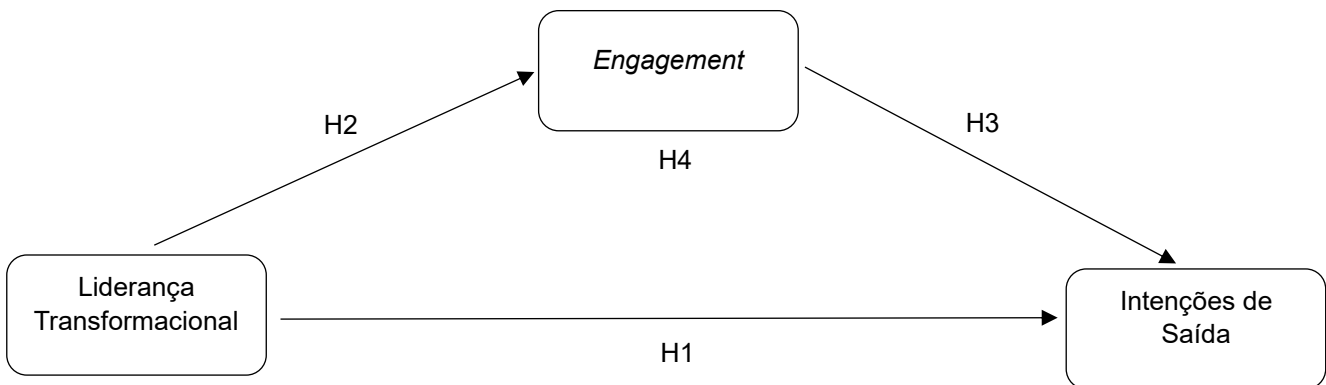 Engagement
H2
H3
H4
Liderança
Transformacional
Intenções de
Saída
H1